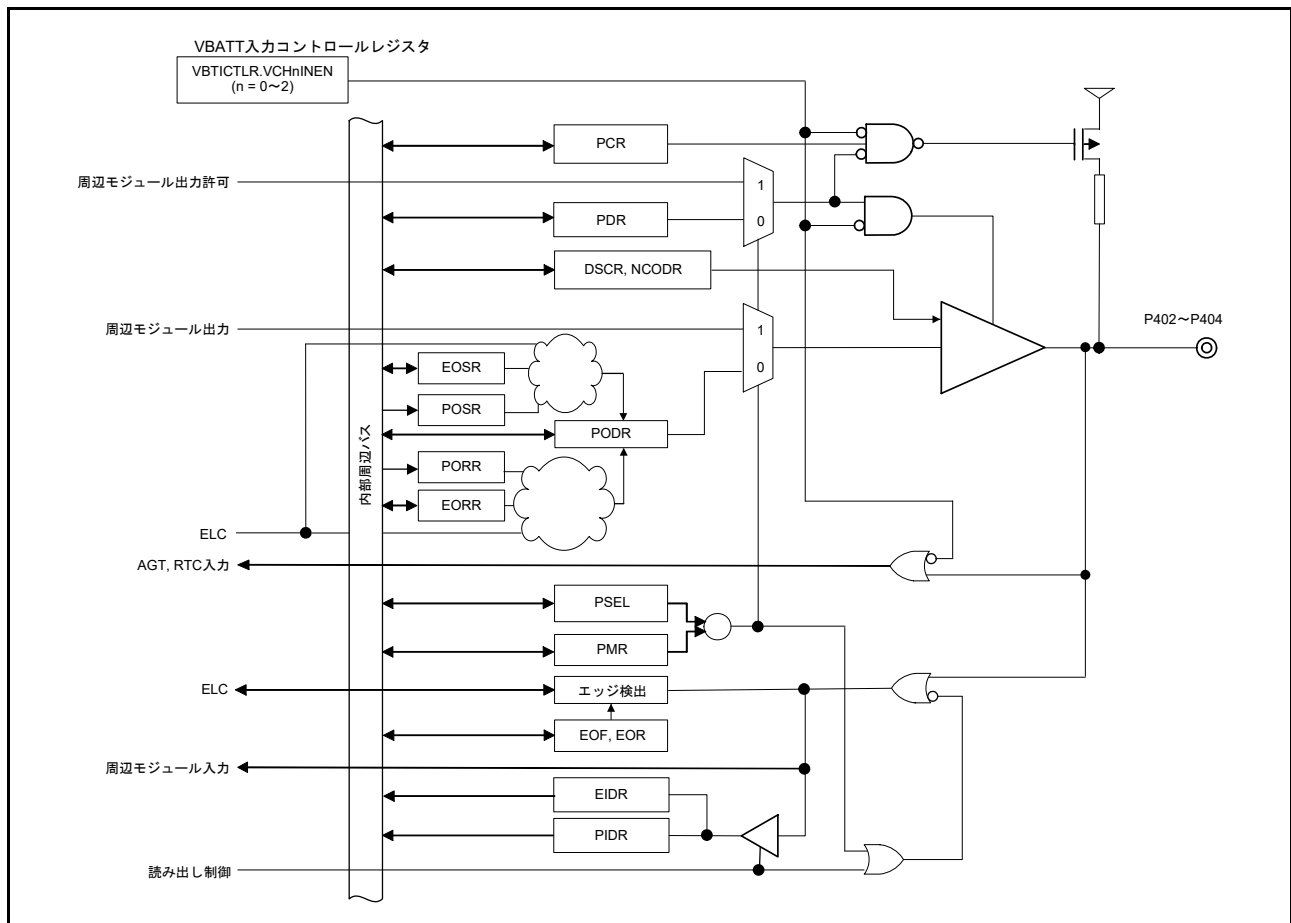 VBATT入力コントロールレジスタ
VBTICTLR.VCHnINEN
(n = 0～2)
PCR
周辺モジュール出力許可
1
PDR
0
DSCR, NCODR
P402～P404
周辺モジュール出力
1
EOSR
0
POSR
PODR
内部周辺バス
PORR
EORR
ELC
AGT, RTC入力
PSEL
PMR
ELC
エッジ検出
EOF, EOR
周辺モジュール入力
EIDR
PIDR
読み出し制御